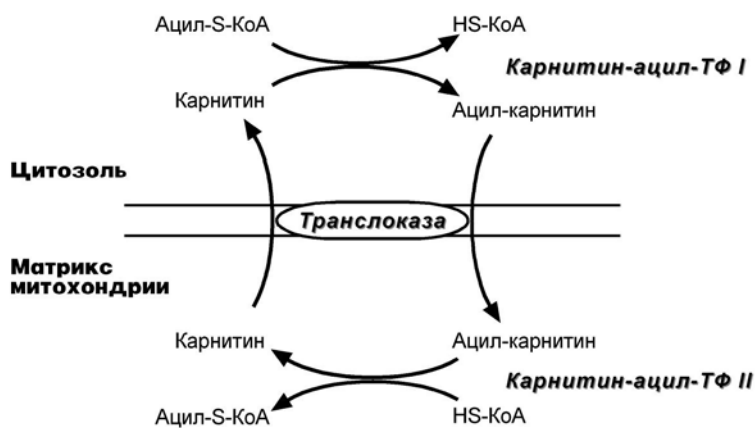 Ацил-S-КоА
HS-КоА
Карнитин-ацил-ТФ I
Карнитин
Ацил-карнитин
Цитозоль
Транслоказа
Матрикс
митохондрии
Карнитин
Ацил-карнитин
Карнитин-ацил-ТФ II
Ацил-S-КоА
HS-КоА